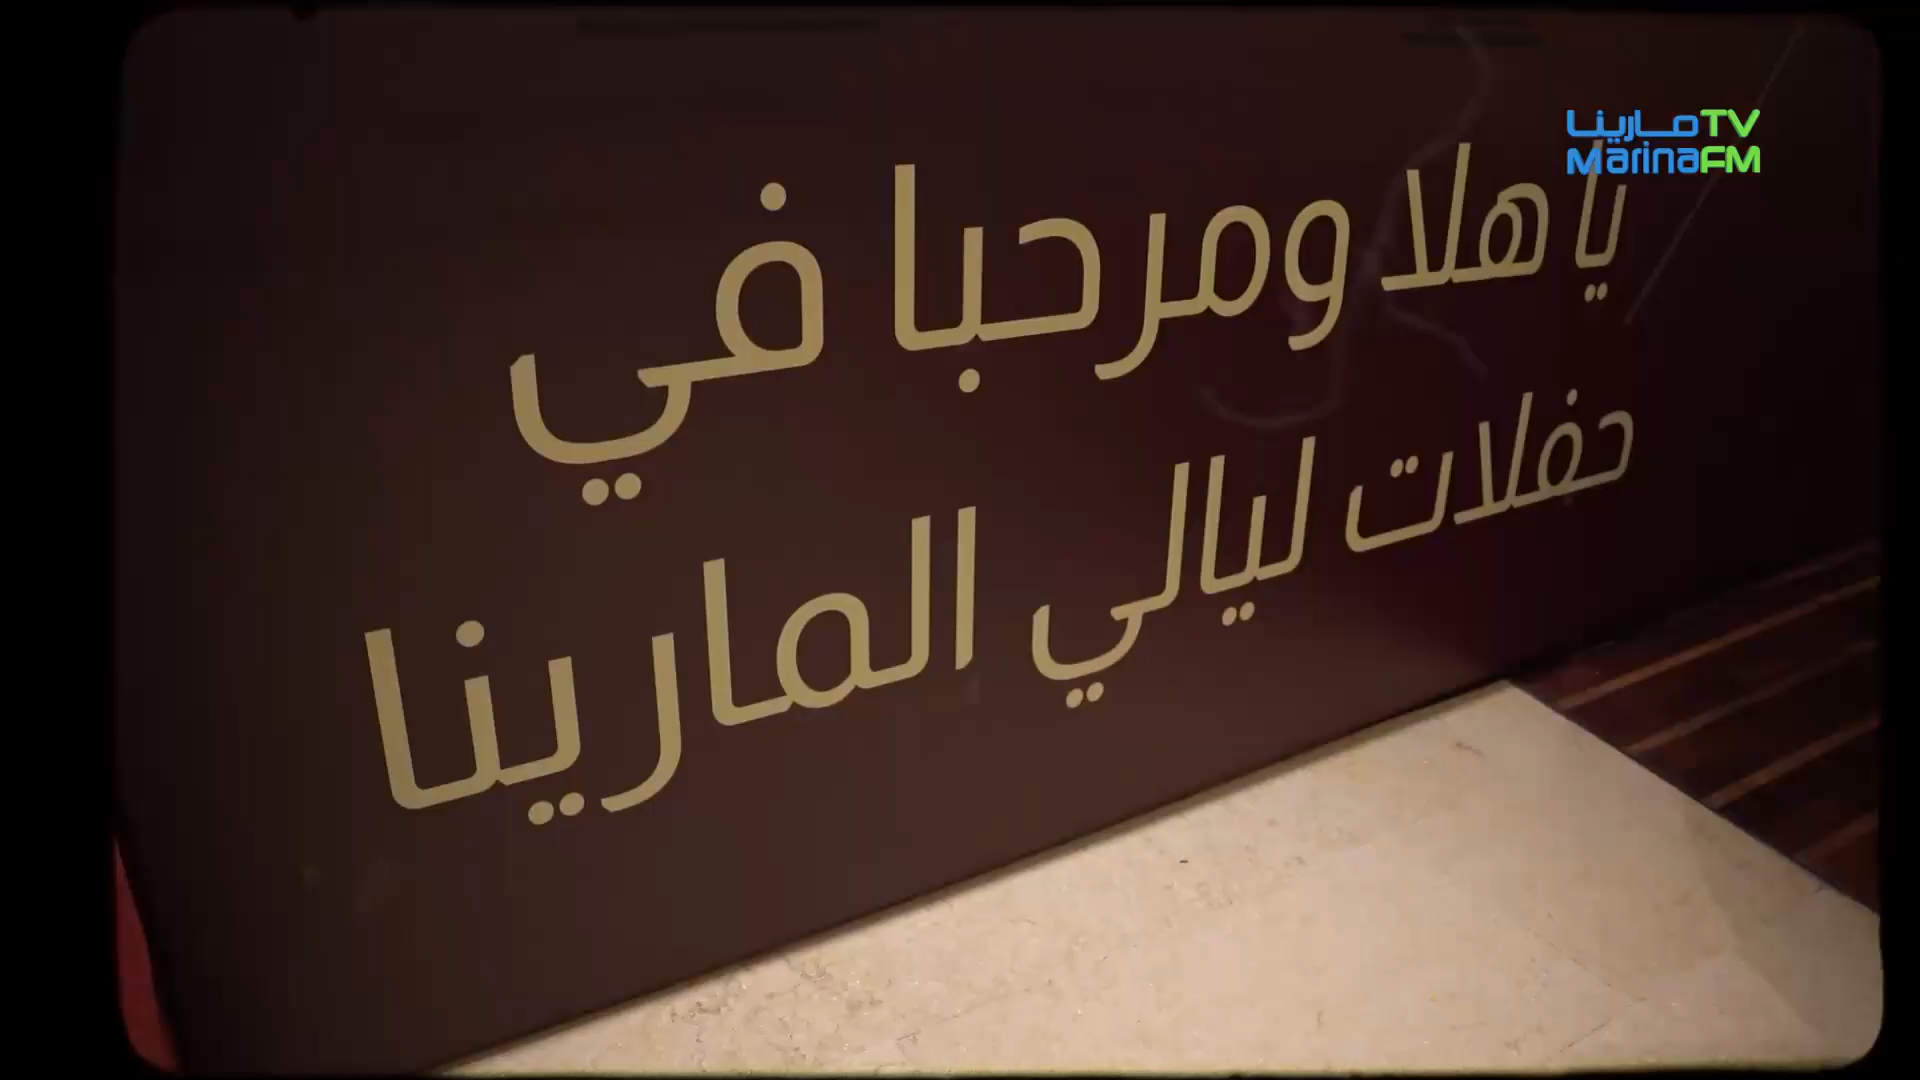 مارينا TV
MarinaFM
يا هلا ومرحبا في
حفلات ليالي المارينا